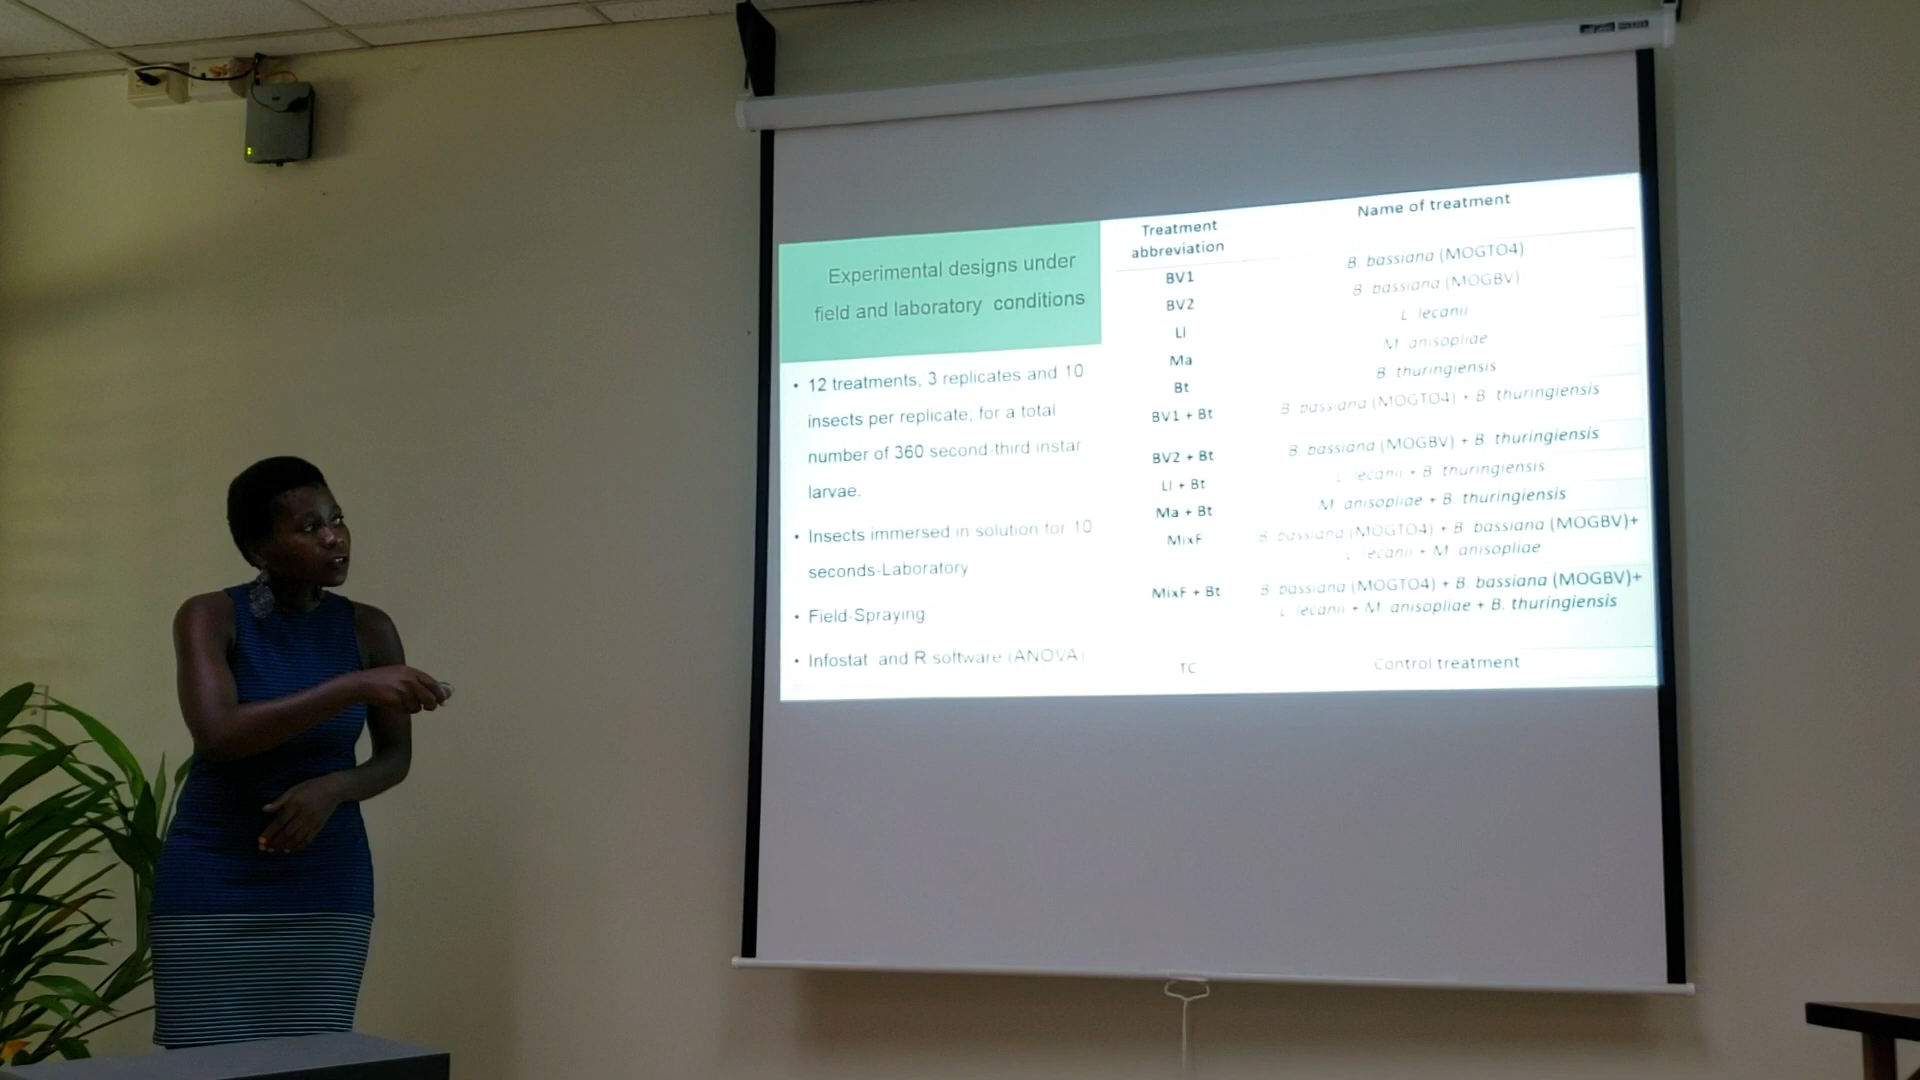 Experimental designs under
field and laboratory conditions
• 12 treatments, 3 replicates and 10
insects per replicate; for a total
number of 360 second-third instar
larvae.
• Insects immersed in solution for 10
seconds-Laboratory
• Field-Spraying
• Infostat and R software (ANOVA)
Treatment
abbreviation
Name of treatment
BV1
B. bassiana (MOGTO4)
BV2
B. bassiana (MOGBV)
Ll
L. lecanii
Ma
M. anisopliae
Bt
B. thuringiensis
BV1 + Bt
B. bassiana (MOGTO4) + B. thuringiensis
BV2 + Bt
B. bassiana (MOGBV) + B. thuringiensis
Ll + Bt
L. lecanii + B. thuringiensis
Ma + Bt
M. anisopliae + B. thuringiensis
MixF
B. bassiana (MOGTO4) + B. bassiana (MOGBV)+
L. lecanii + M. anisopliae
MixF + Bt
B. bassiana (MOGTO4) + B. bassiana (MOGBV)+
L. lecanii + M. anisopliae + B. thuringiensis
TC
Control treatment